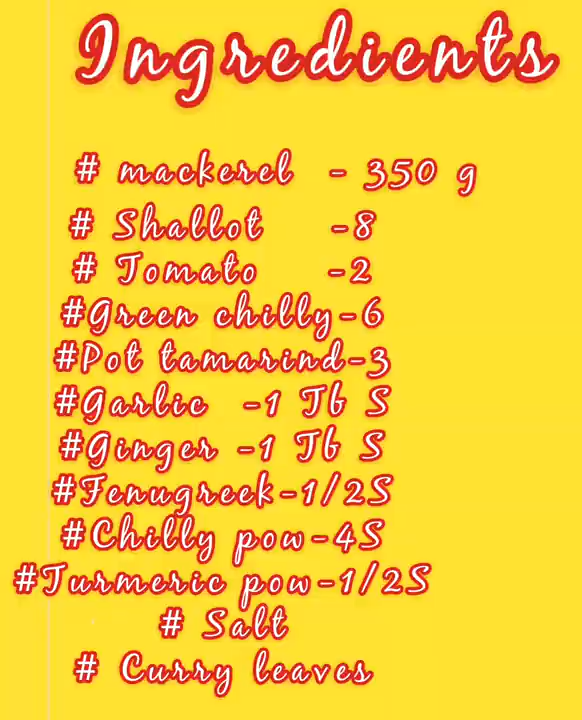 Ingredients
# mackerel - 350 g
# Shallot -8
# Tomato -2
#Green chilly-6
#Pot tamarind-3
#Garlic -1 Tb S
#Ginger -1 Tb S
#Fenugreek-1/2S
#Chilly pow-4S
#Turmeric pow-1/2S
# Salt
# Curry leaves